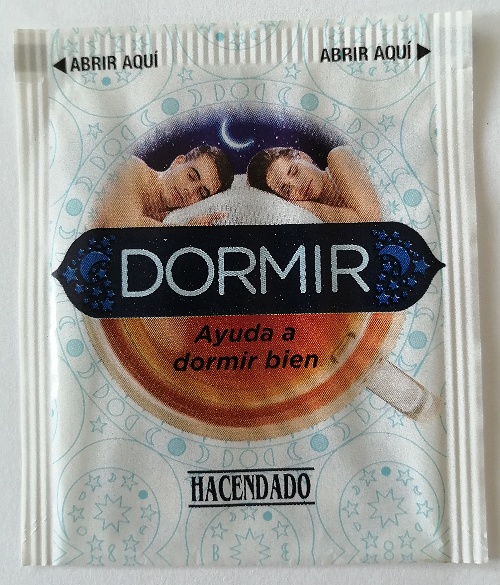 ABRIR AQUÍ
ABRIR AQUÍ
DORMIR
Ayuda a
dormir bien
HACENDADO